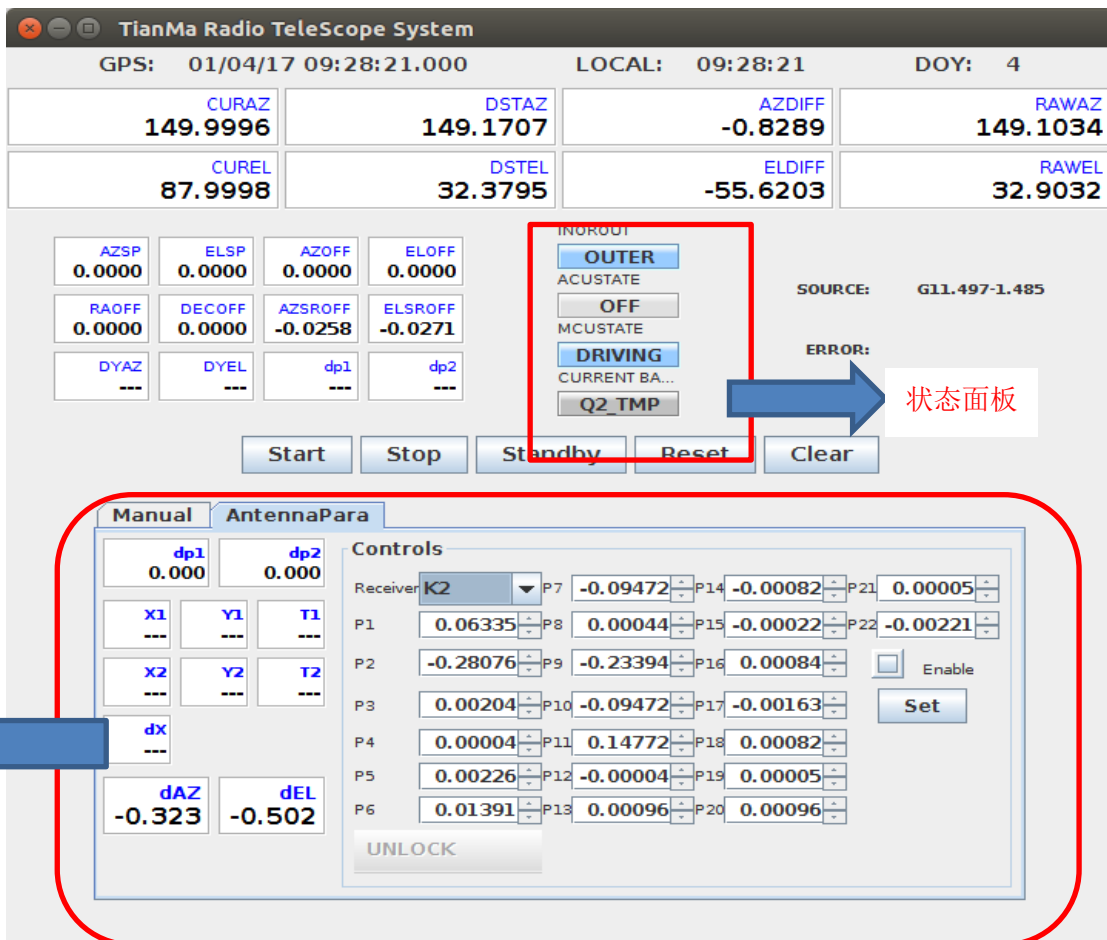 TianMa Radio TeleScope System
GPS: 01/04/17 09:28:21.000 LOCAL: 09:28:21 DOY: 4
CURAZ DSTAZ AZDIFF RAWAZ
149.9996 149.1707 -0.8289 149.1034
CUREL DSTEL ELDIFF RAWEL
87.9998 32.3795 -55.6203 32.9032
INOROUT
AZSP ELSP AZOFF ELOFF OUTER
0.0000 0.0000 0.0000 0.0000
ACUSTATE
SOURCE: G11.497-1.485
RAOFF DECOFF AZSROFF ELSROFF OFF
0.0000 0.0000 -0.0258 -0.0271 MCUSTATE
ERROR:
DYAZ DYEL dp1 dp2 DRIVING
--- --- --- --- CURRENT BA...
Q2_TMP 状态面板
Start Stop Standby Reset Clear
Manual AntennaPara
dp1 dp2 Controls
0.000 0.000
Receiver K2 P7 -0.09472 P14 -0.00082 P21 0.00005
X1 Y1 T1
--- --- ---
P1 0.06335 P8 0.00044 P15 -0.00022 P22 -0.00221
X2 Y2 T2
--- --- ---
P2 -0.28076 P9 -0.23394 P16 0.00084 Enable
P3 0.00204 P10 -0.09472 P17 -0.00163 Set
dX
---
P4 0.00004 P11 0.14772 P18 0.00082
P5 0.00226 P12 -0.00004 P19 0.00005
dAZ dEL
-0.323 -0.502
P6 0.01391 P13 0.00096 P20 0.00096
UNLOCK